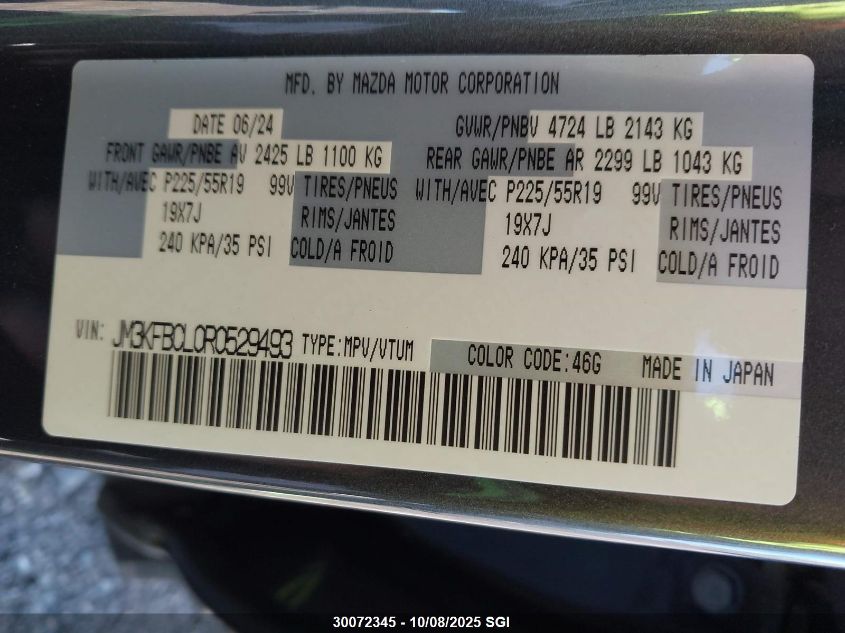 MFD. BY MAZDA MOTOR CORPORATION
DATE 06/24 GVWR/PNBV 4724 LB 2143 KG
FRONT GAWR/PNBE AV 2425 LB 1100 KG REAR GAWR/PNBE AR 2299 LB 1043 KG
WITH/AVEC P225/55R19 99V TIRES/PNEUS WITH/AVEC P225/55R19 99V TIRES/PNEUS
19X7J RIMS/JANTES 19X7J RIMS/JANTES
240 KPA/35 PSI COLD/A FROID 240 KPA/35 PSI COLD/A FROID
VIN: JM3KFBCL0R0529493 TYPE:MPV/VTUM COLOR CODE:46G MADE IN JAPAN
30072345 - 10/08/2025 SGI